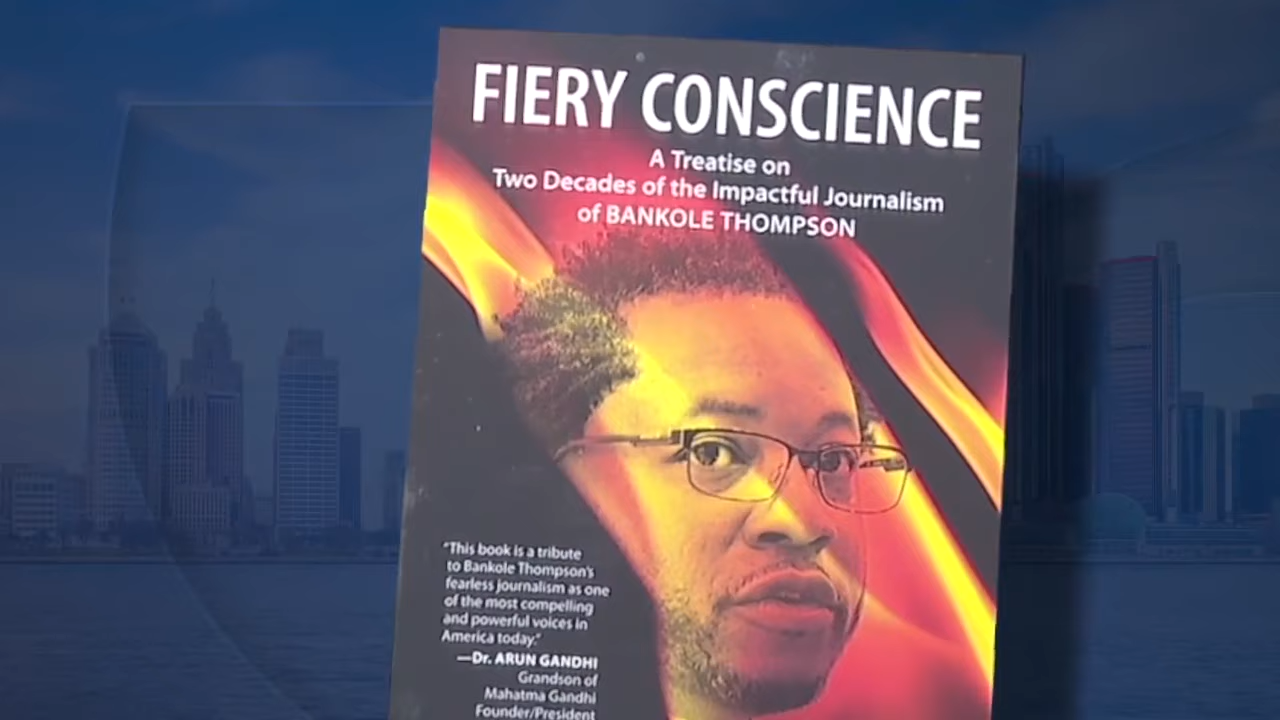 FIERY CONSCIENCE
A Treatise on
Two Decades of the Impactful Journalism
of BANKOLE THOMPSON
"This book is a tribute
to Bankole Thompson's
fearless journalism as one
of the most compelling
and powerful voices in
America today."
—Dr. ARUN GANDHI
Grandson of
Mahatma Gandhi
Founder/President